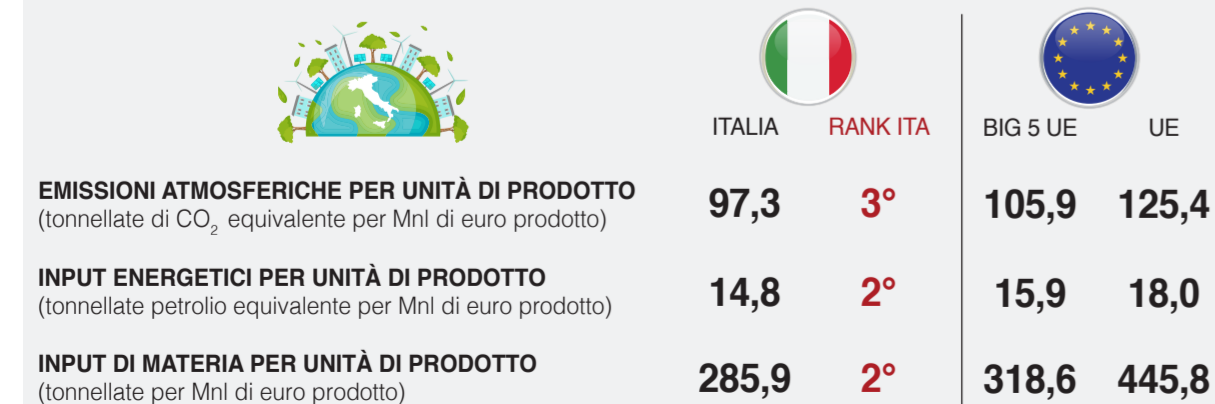 ITALIA RANK ITA BIG 5 UE UE
EMISSIONI ATMOSFERICHE PER UNITÀ DI PRODOTTO
(tonnellate di CO2 equivalente per Mnl di euro prodotto)
97,3 3° 105,9 125,4
INPUT ENERGETICI PER UNITÀ DI PRODOTTO
(tonnellate petrolio equivalente per Mnl di euro prodotto)
14,8 2° 15,9 18,0
INPUT DI MATERIA PER UNITÀ DI PRODOTTO
(tonnellate per Mnl di euro prodotto)
285,9 2° 318,6 445,8